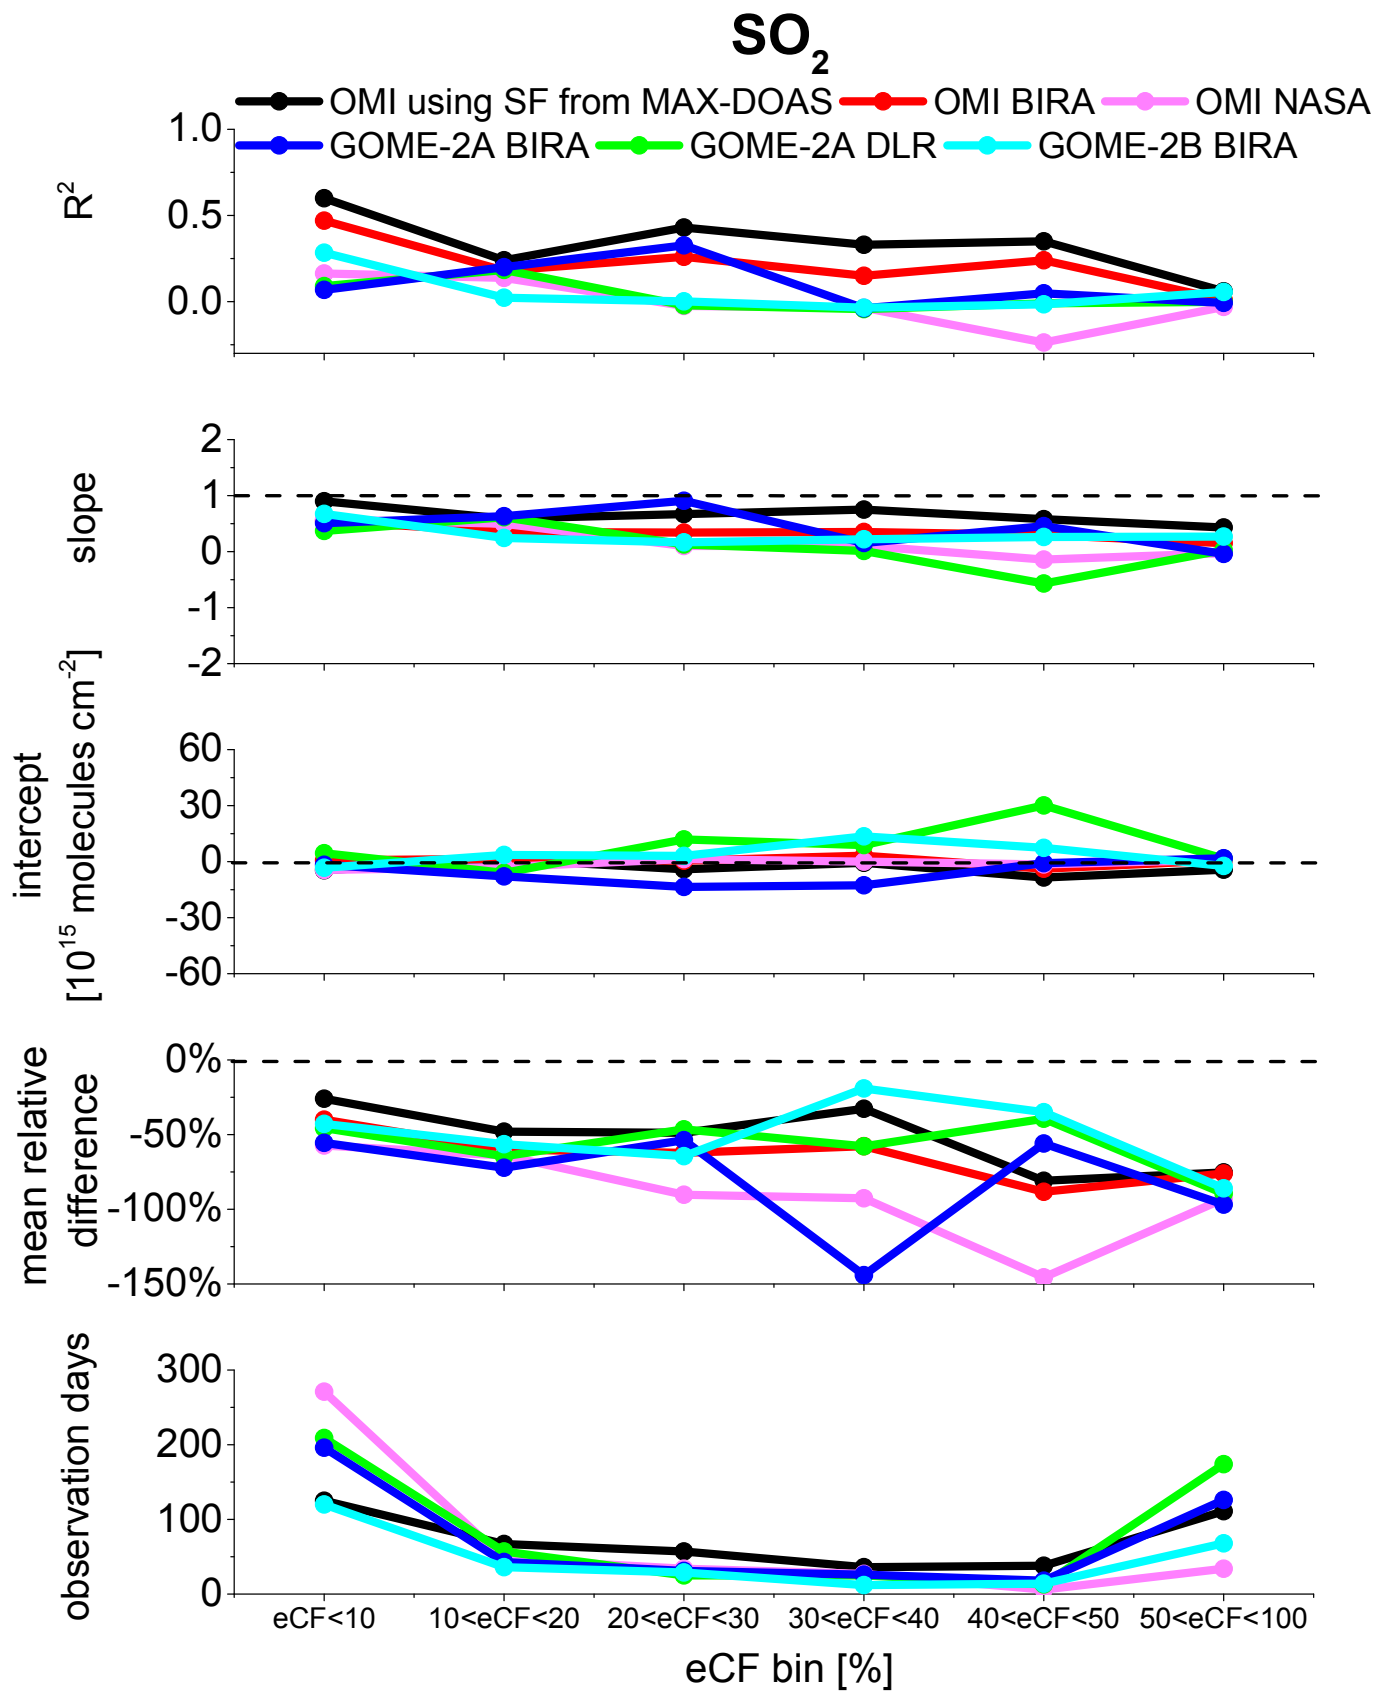 SO2
OMI using SF from MAX-DOAS OMI BIRA OMI NASA
GOME-2A BIRA GOME-2A DLR GOME-2B BIRA
1.0
0.5
0.0
R2
2
1
0
-1
-2
slope
60
30
0
-30
-60
intercept
[10^15 molecules cm^-2]
0%
-50%
-100%
-150%
mean relative
difference
300
200
100
0
observation days
eCF<10 10<eCF<20 20<eCF<30 30<eCF<40 40<eCF<50 50<eCF<100
eCF bin [%]